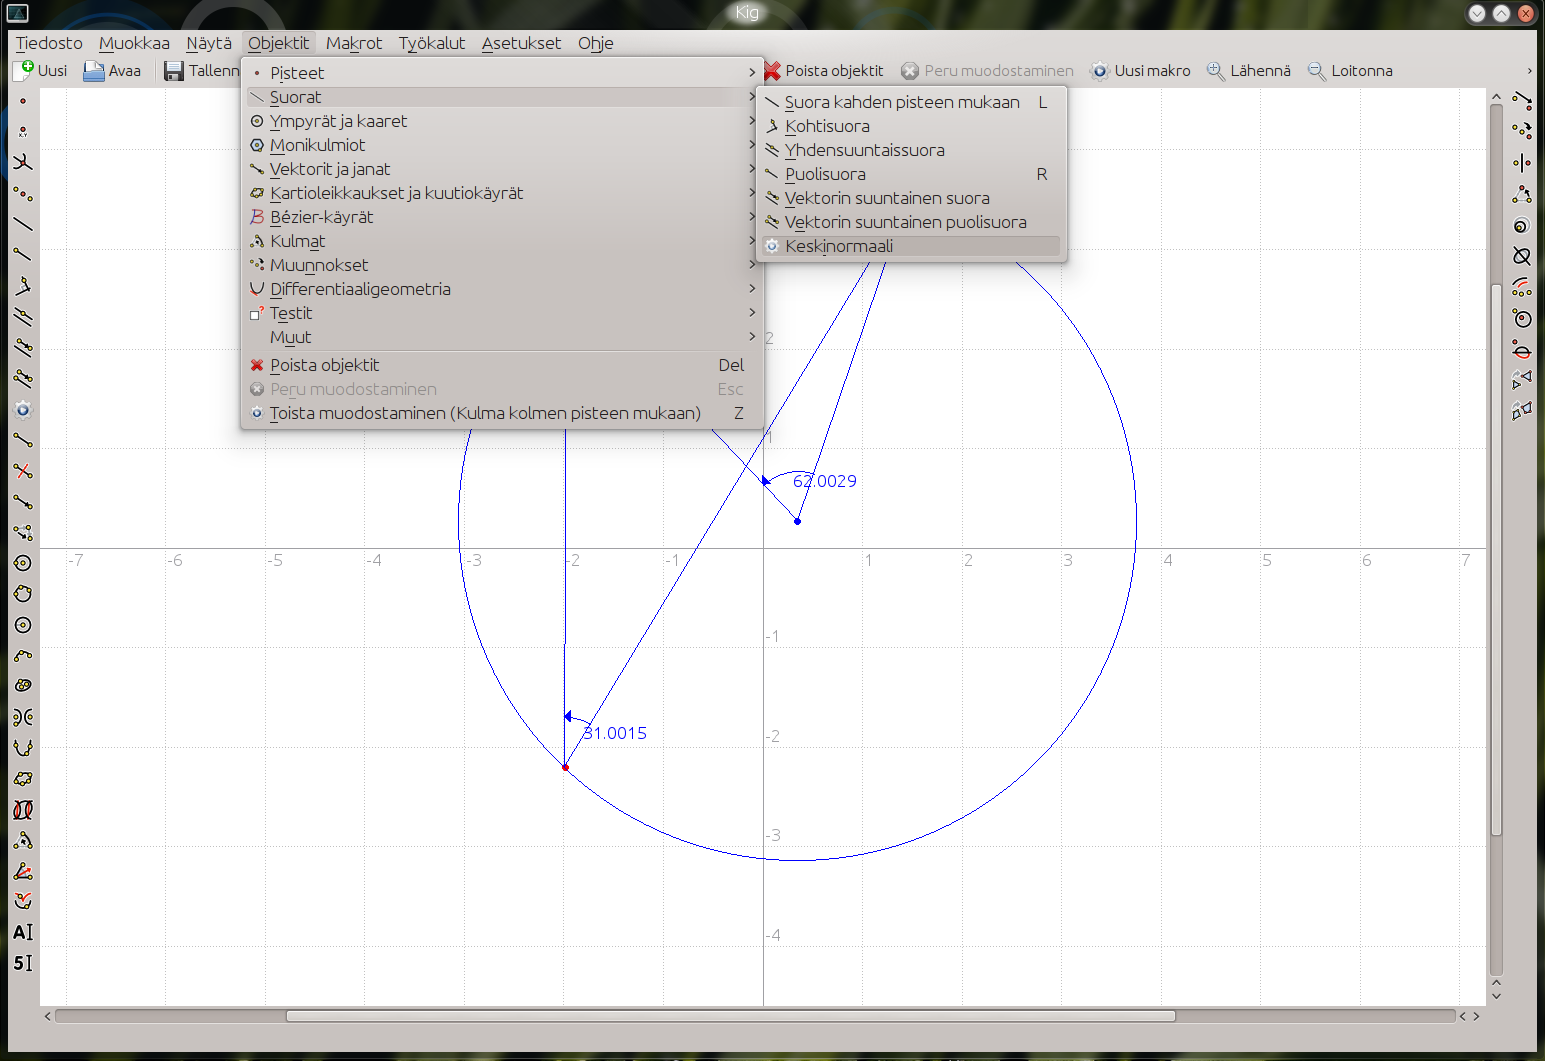 Kig
Tiedosto Muokkaa Näytä Objektit Makrot Työkalut Asetukset Ohje
Uusi Avaa Tallenn Poista objektit Peru muodostaminen Uusi makro Lähennä Loitonna
Pisteet
Suorat
Ympyrät ja kaaret
Monikulmiot
Vektorit ja janat
Kartioleikkaukset ja kuutiokäyrät
Bézier-käyrät
Kulmat
Muunnokset
Differentiaaligeometria
Testit
Muut
Poista objektit Del
Peru muodostaminen Esc
Toista muodostaminen (Kulma kolmen pisteen mukaan) Z
Suora kahden pisteen mukaan L
Kohtisuora
Yhdensuuntaissuora
Puolisuora R
Vektorin suuntainen suora
Vektorin suuntainen puolisuora
Keskinormaali
2
1
62.0029
-7 -6 -5 -4 -3 -2 -1 1 2 3 4 5 6 7
-1
31.0015
-2
-3
-4
x,y
A
5